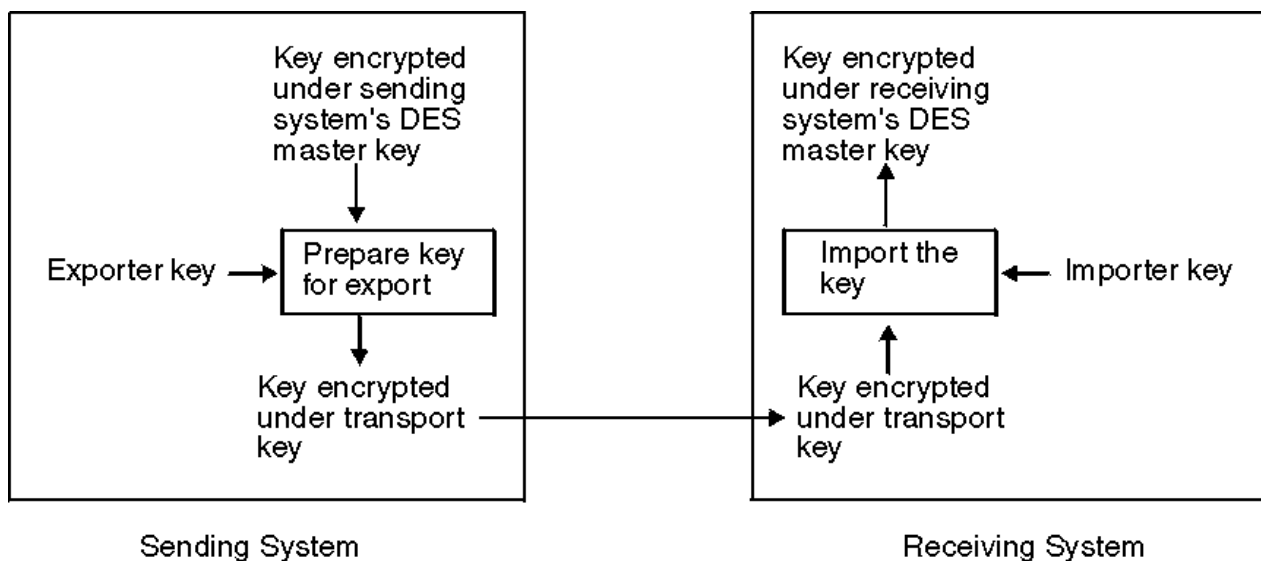 Key encrypted
under sending
system's DES
master key
Exporter key
Prepare key
for export
Key encrypted
under transport
key
Sending System
Key encrypted
under receiving
system's DES
master key
Import the
key
Importer key
Key encrypted
under transport
key
Receiving System